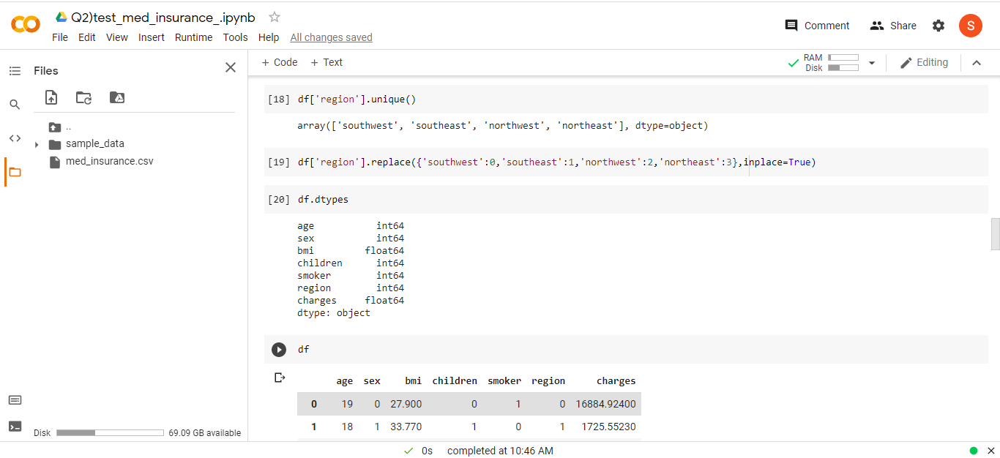 Q2)test_med_insurance_.ipynb
File Edit View Insert Runtime Tools Help All changes saved
Comment
Share
S
Files
..
sample_data
med_insurance.csv
Disk 69.09 GB available
+ Code + Text
RAM
Disk
Editing
[18] df['region'].unique()
array(['southwest', 'southeast', 'northwest', 'northeast'], dtype=object)
[19] df['region'].replace({'southwest':0,'southeast':1,'northwest':2,'northeast':3},inplace=True)
[20] df.dtypes
age int64
sex int64
bmi float64
children int64
smoker int64
region int64
charges float64
dtype: object
df
age sex bmi children smoker region charges
0 19 0 27.900 0 1 0 16884.92400
1 18 1 33.770 1 0 1 1725.55230
0s completed at 10:46 AM